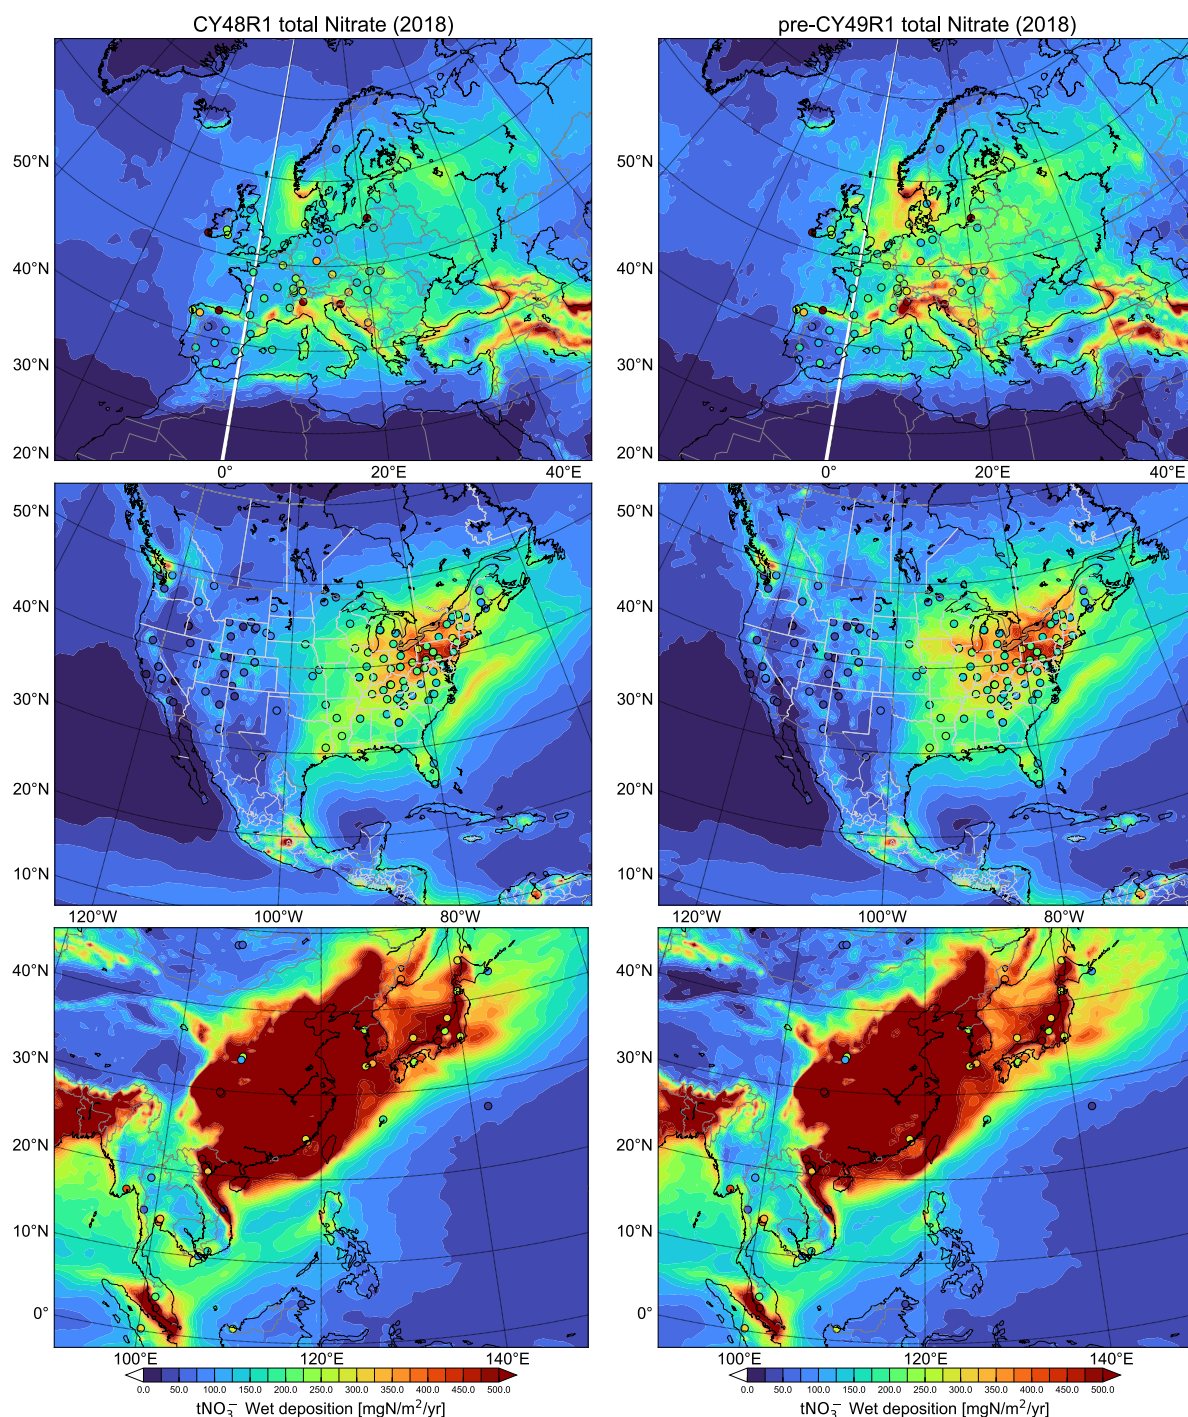 CY48R1 total Nitrate (2018)
pre-CY49R1 total Nitrate (2018)
50°N
40°N
30°N
20°N
0°
20°E
40°E
50°N
40°N
30°N
20°N
0°
20°E
40°E
50°N
40°N
30°N
20°N
10°N
120°W
100°W
80°W
50°N
40°N
30°N
20°N
10°N
120°W
100°W
80°W
40°N
30°N
20°N
10°N
0°
100°E
120°E
140°E
40°N
30°N
20°N
10°N
0°
100°E
120°E
140°E
0.0 50.0 100.0 150.0 200.0 250.0 300.0 350.0 400.0 450.0 500.0
tNO₃⁻ Wet deposition [mgN/m²/yr]
0.0 50.0 100.0 150.0 200.0 250.0 300.0 350.0 400.0 450.0 500.0
tNO₃⁻ Wet deposition [mgN/m²/yr]